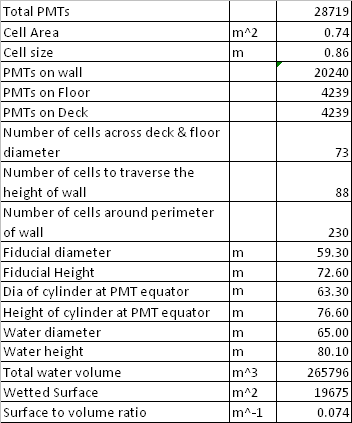 Total PMTs 28719
Cell Area m^2 0.74
Cell size m 0.86
PMTs on wall 20240
PMTs on Floor 4239
PMTs on Deck 4239
Number of cells across deck & floor
diameter 73
Number of cells to traverse the
height of wall 88
Number of cells around perimeter
of wall 230
Fiducial diameter m 59.30
Fiducial Height m 72.60
Dia of cylinder at PMT equator m 63.30
Height of cylinder at PMT equator m 76.60
Water diameter m 65.00
Water height m 80.10
Total water volume m^3 265796
Wetted Surface m^2 19675
Surface to volume ratio m^-1 0.074